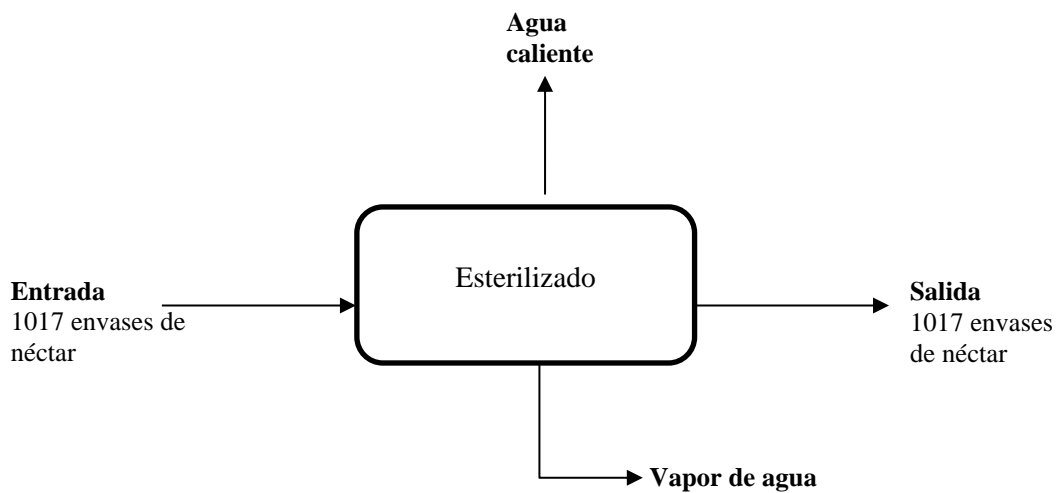 Agua
caliente
Esterilizado
Entrada
1017 envases de
néctar
Salida
1017 envases
de néctar
Vapor de agua